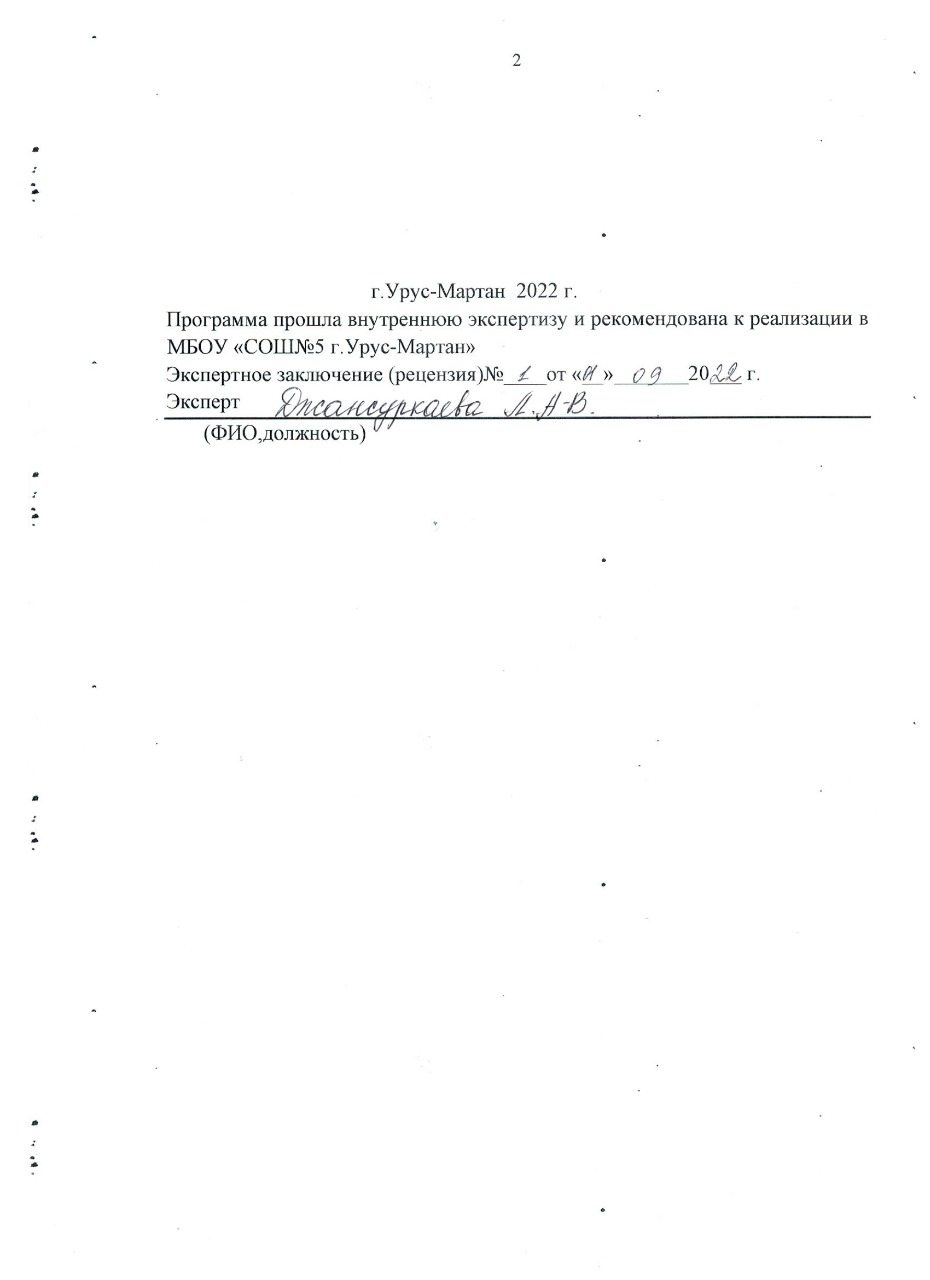 2
г.Урус-Мартан 2022 г.
Программа прошла внутреннюю экспертизу и рекомендована к реализации в
МБОУ «СОШ№5 г.Урус-Мартан»
Экспертное заключение (рецензия)№ 1 от « » 09 2022 г.
Эксперт Джансуркаева Л.А-В.
(ФИО,должность)